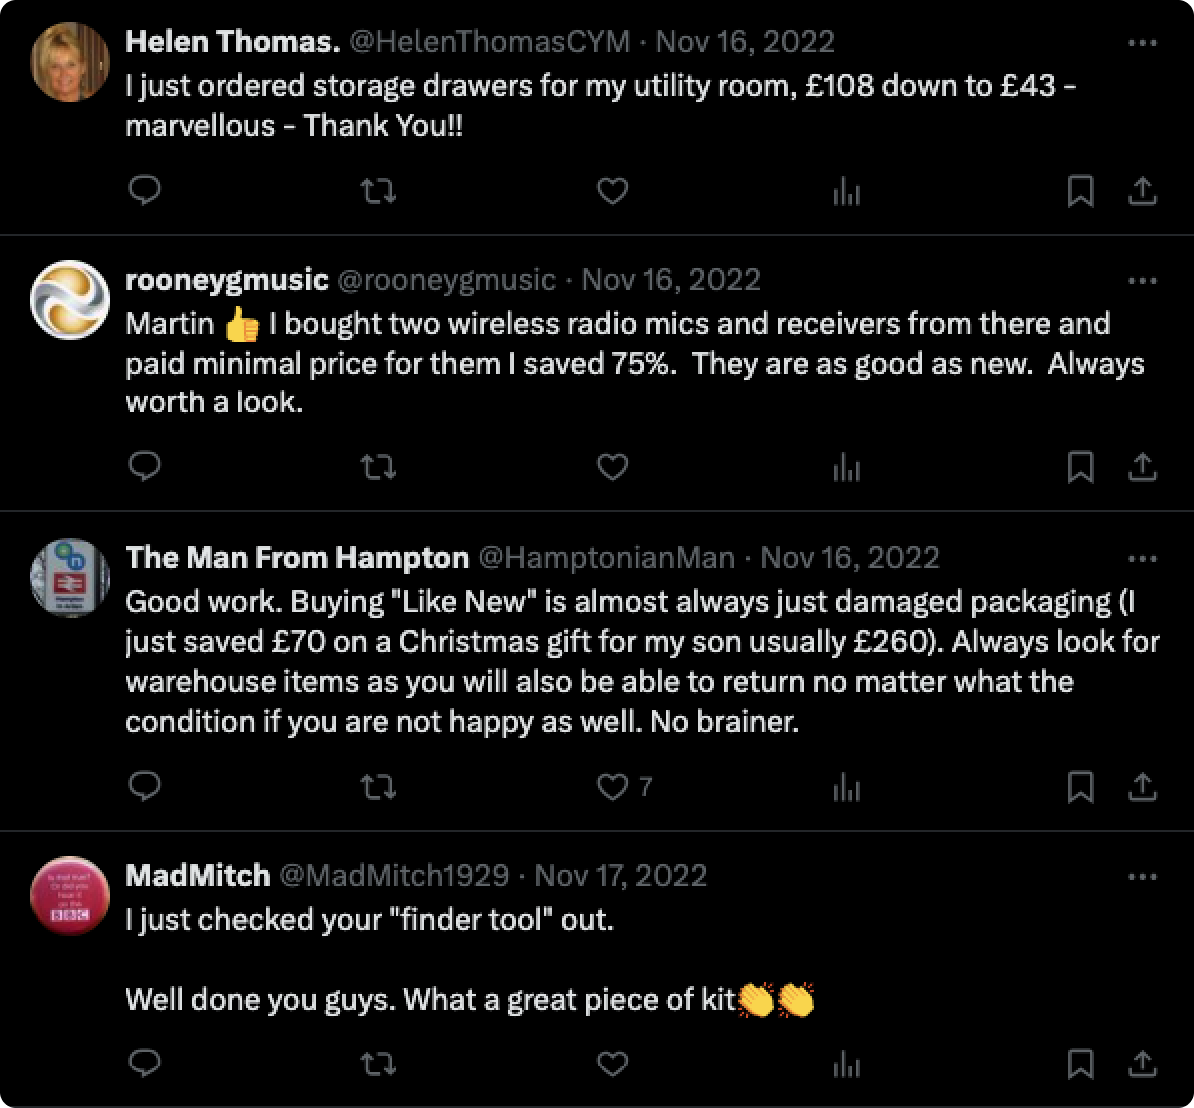 Helen Thomas. @HelenThomasCYM · Nov 16, 2022
I just ordered storage drawers for my utility room, £108 down to £43 -
marvellous - Thank You!!
rooneygmusic @rooneygmusic · Nov 16, 2022
Martin 👍 I bought two wireless radio mics and receivers from there and
paid minimal price for them I saved 75%.  They are as good as new.  Always
worth a look.
The Man From Hampton @HamptonianMan · Nov 16, 2022
Good work. Buying "Like New" is almost always just damaged packaging (I
just saved £70 on a Christmas gift for my son usually £260). Always look for
warehouse items as you will also be able to return no matter what the
condition if you are not happy as well. No brainer.
7
MadMitch @MadMitch1929 · Nov 17, 2022
BBC
I just checked your "finder tool" out.
Well done you guys. What a great piece of kit👏👏